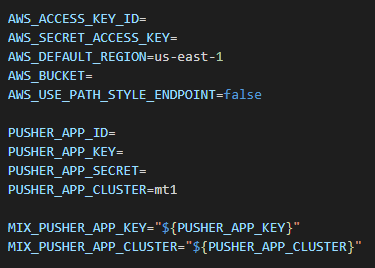 AWS_ACCESS_KEY_ID=
AWS_SECRET_ACCESS_KEY=
AWS_DEFAULT_REGION=us-east-1
AWS_BUCKET=
AWS_USE_PATH_STYLE_ENDPOINT=false
PUSHER_APP_ID=
PUSHER_APP_KEY=
PUSHER_APP_SECRET=
PUSHER_APP_CLUSTER=mt1
MIX_PUSHER_APP_KEY="${PUSHER_APP_KEY}"
MIX_PUSHER_APP_CLUSTER="${PUSHER_APP_CLUSTER}"